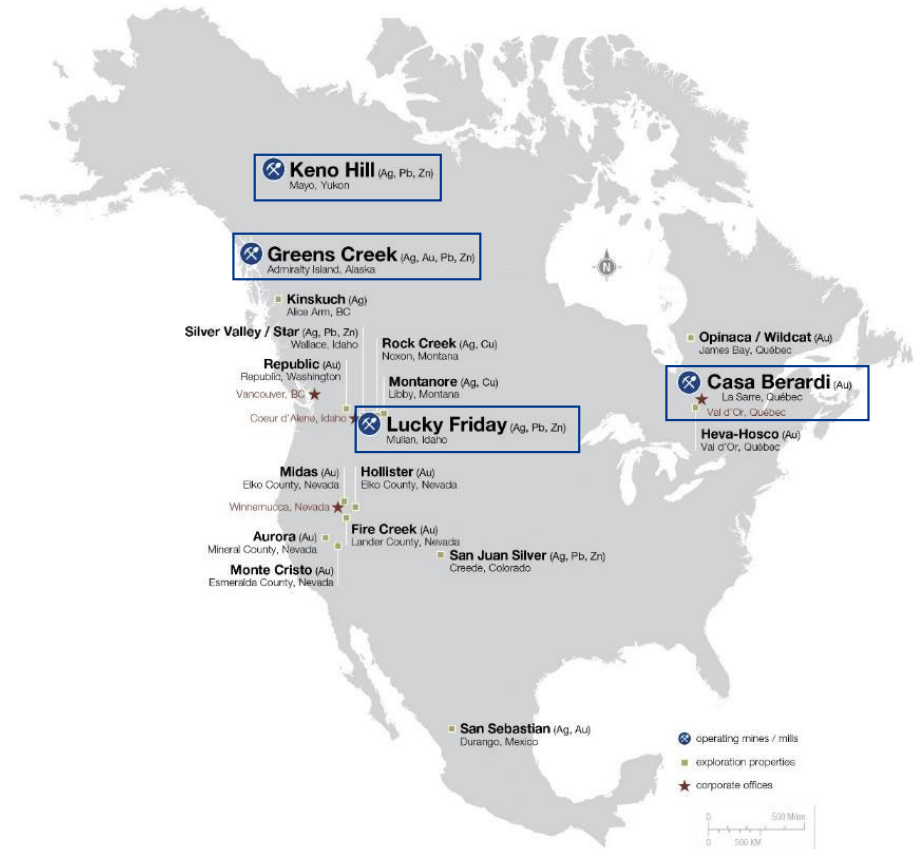 Keno Hill (Ag, Pb, Zn)
Mayo, Yukon
Greens Creek (Ag, Au, Pb, Zn)
Admiralty Island, Alaska
Kinskuch (Ag)
Alice Arm, BC
Silver Valley / Star (Ag, Pb, Zn)
Wallace, Idaho
Rock Creek (Ag, Cu)
Noxon, Montana
Republic (Au)
Republic, Washington
Montanore (Ag, Cu)
Libby, Montana
Vancouver, BC
Coeur d'Alene, Idaho
Lucky Friday (Ag, Pb, Zn)
Mullan, Idaho
N
Opinaca / Wildcat (Au)
James Bay, Québec
Casa Berardi (Au)
La Sarre, Québec
Val d'Or, Québec
Heva-Hosco (Au)
Val d'Or, Québec
Midas (Au)
Elko County, Nevada
Hollister (Au)
Elko County, Nevada
Winnemucca, Nevada
Fire Creek (Au)
Lander County, Nevada
Aurora (Au)
Mineral County, Nevada
Monte Cristo (Au)
Esmeralda County, Nevada
San Juan Silver (Ag, Pb, Zn)
Creede, Colorado
San Sebastian (Ag, Au)
Durango, Mexico
operating mines / mills
exploration properties
corporate offices
0 500 Miles
0 500 KM